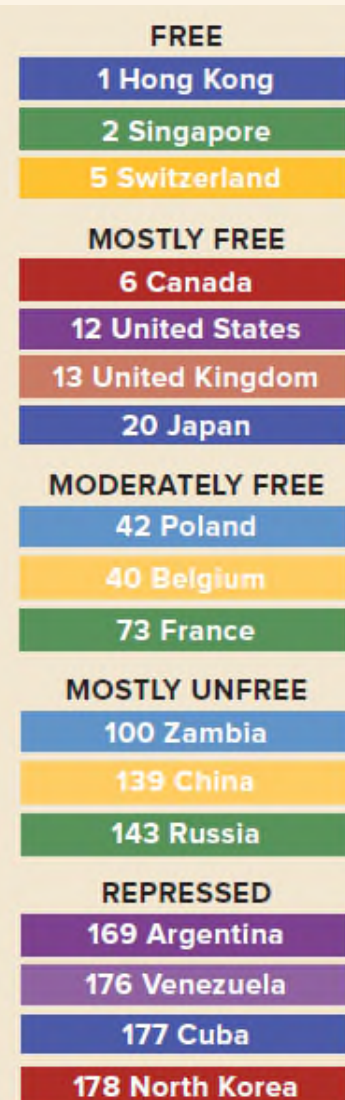 FREE
1 Hong Kong
2 Singapore
5 Switzerland
MOSTLY FREE
6 Canada
12 United States
13 United Kingdom
20 Japan
MODERATELY FREE
42 Poland
40 Belgium
73 France
MOSTLY UNFREE
100 Zambia
139 China
143 Russia
REPRESSED
169 Argentina
176 Venezuela
177 Cuba
178 North Korea